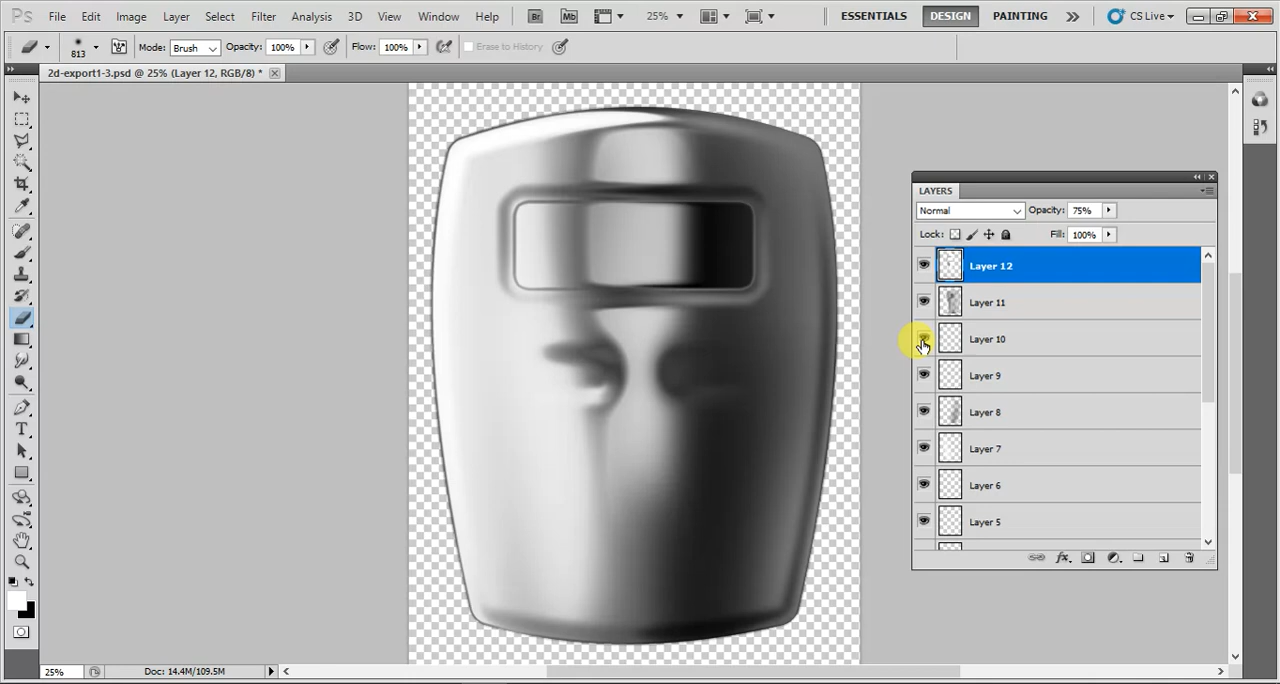 Ps File Edit Image Layer Select Filter Analysis 3D View Window Help Br Mb 25% ESSENTIALS DESIGN PAINTING CS Live
813 Mode: Brush Opacity: 100% Flow: 100% Erase to History
2d-export1-3.psd @ 25% (Layer 12, RGB/8) *
LAYERS
Normal Opacity: 75%
Lock: Fill: 100%
Layer 12
Layer 11
Layer 10
Layer 9
Layer 8
Layer 7
Layer 6
Layer 5
fx
T
25% Doc: 14.4M/109.5M